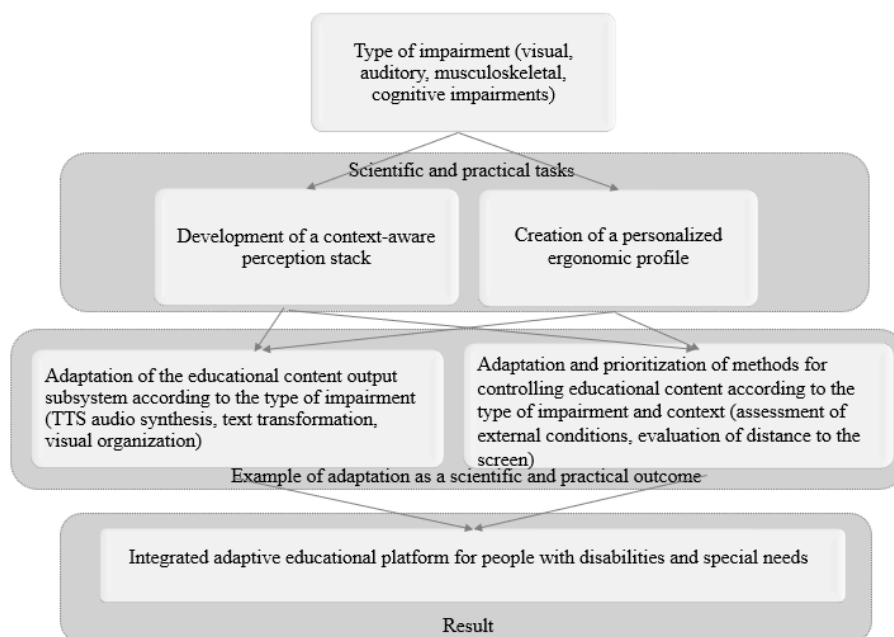 Type of impairment (visual,
auditory, musculoskeletal,
cognitive impairments)
Scientific and practical tasks
Development of a context-aware
perception stack
Creation of a personalized
ergonomic profile
Adaptation of the educational content output
subsystem according to the type of impairment
(TTS audio synthesis, text transformation,
visual organization)
Adaptation and prioritization of methods for
controlling educational content according to the
type of impairment and context (assessment of
external conditions, evaluation of distance to the
screen)
Example of adaptation as a scientific and practical outcome
Integrated adaptive educational platform for people with disabilities and special needs
Result